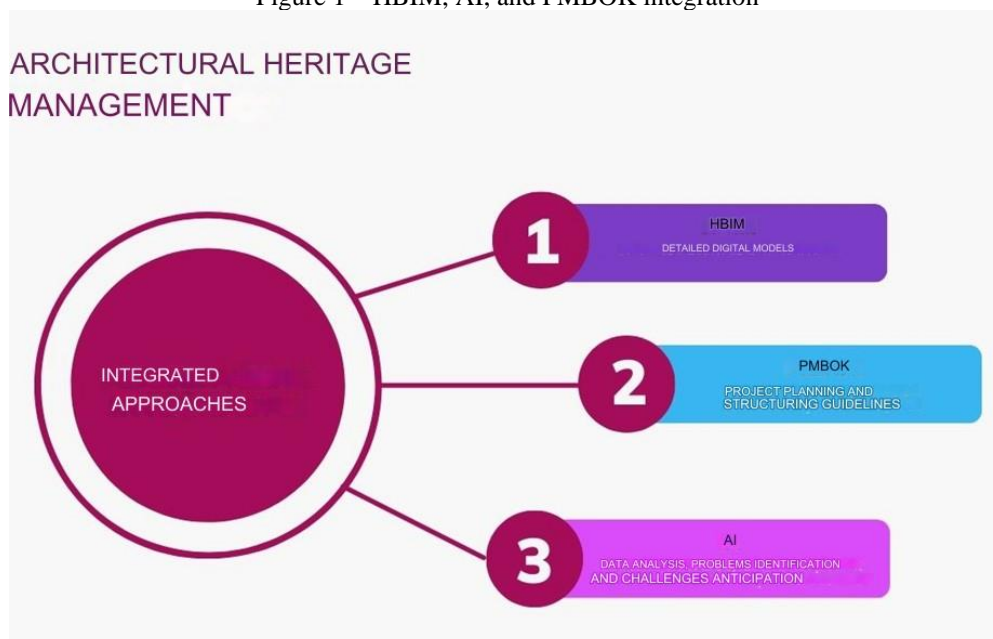 Figure 1 – HBIM, AI, and PMBOK integration
ARCHITECTURAL HERITAGE
MANAGEMENT
1
HBIM
DETAILED DIGITAL MODELS
INTEGRATED
APPROACHES
2
PMBOK
PROJECT PLANNING AND
STRUCTURING GUIDELINES
3
AI
DATA ANALYSIS, PROBLEMS IDENTIFICATION
AND CHALLENGES ANTICIPATION